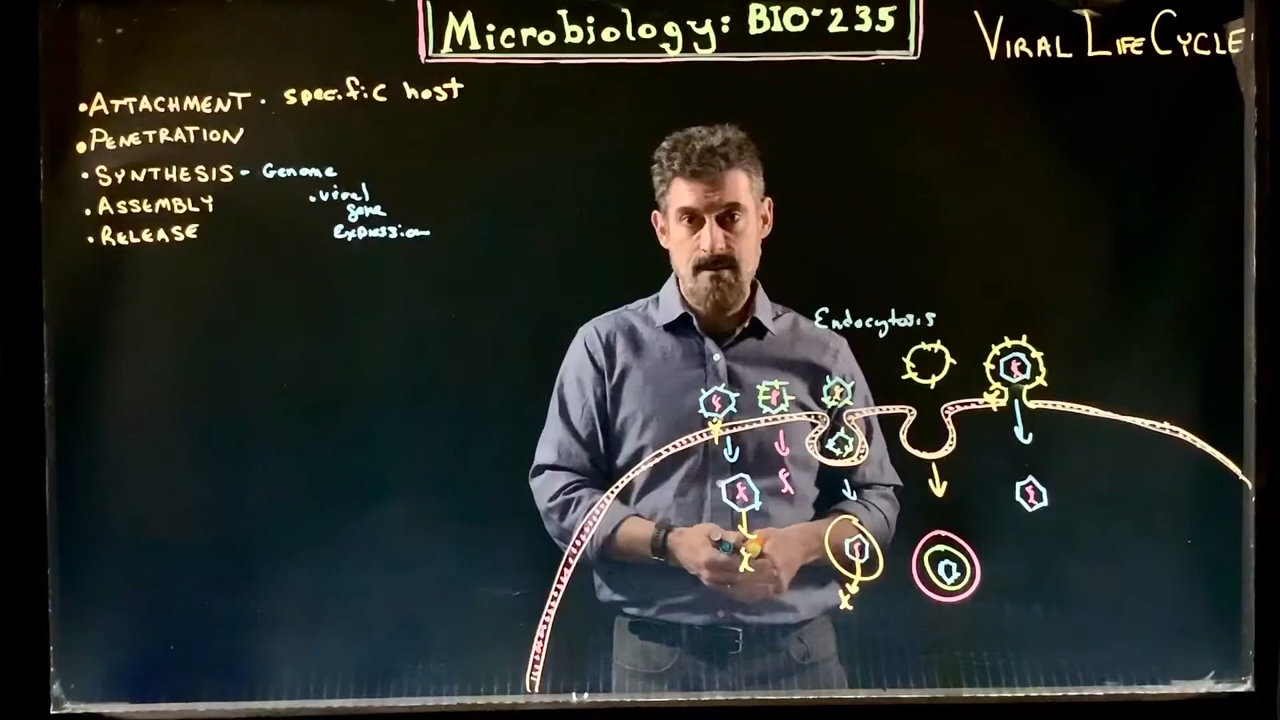 Microbiology: BIO-235
VIRAL LIFE CYCLE
• ATTACHMENT • specific host
• PENETRATION
• SYNTHESIS - Genome
• viral
gene
Expression
• ASSEMBLY
• RELEASE
Endocytosis